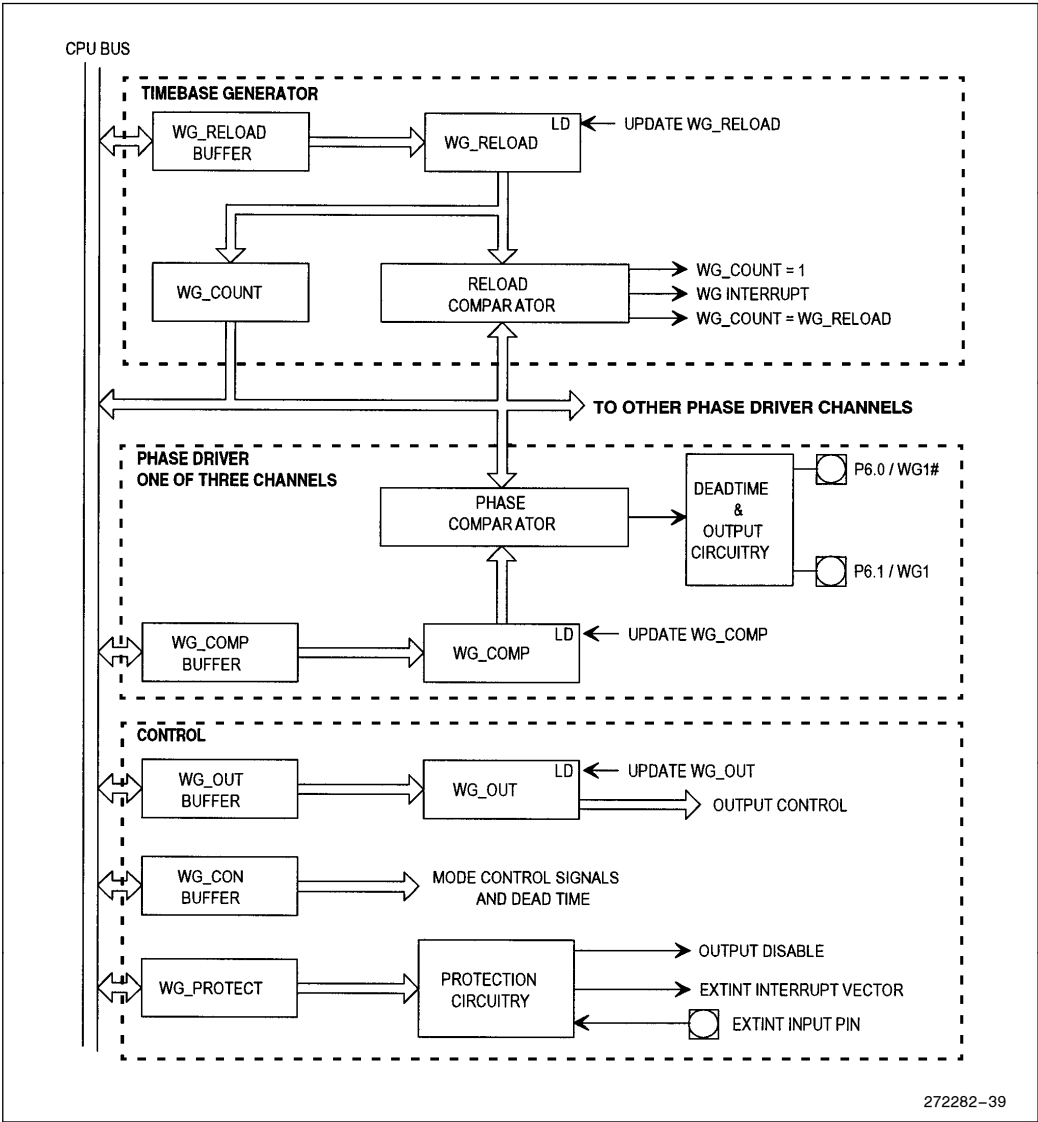 CPU BUS
TIMEBASE GENERATOR
WG_RELOAD
BUFFER
WG_RELOAD
LD
UPDATE WG_RELOAD
WG_COUNT
RELOAD
COMPARATOR
WG_COUNT = 1
WG INTERRUPT
WG_COUNT = WG_RELOAD
TO OTHER PHASE DRIVER CHANNELS
PHASE DRIVER
ONE OF THREE CHANNELS
PHASE
COMPARATOR
DEADTIME
&
OUTPUT
CIRCUITRY
P6.0 / WG1#
P6.1 / WG1
WG_COMP
BUFFER
WG_COMP
LD
UPDATE WG_COMP
CONTROL
WG_OUT
BUFFER
WG_OUT
LD
UPDATE WG_OUT
OUTPUT CONTROL
WG_CON
BUFFER
MODE CONTROL SIGNALS
AND DEAD TIME
WG_PROTECT
PROTECTION
CIRCUITRY
OUTPUT DISABLE
EXTINT INTERRUPT VECTOR
EXTINT INPUT PIN
272282–39